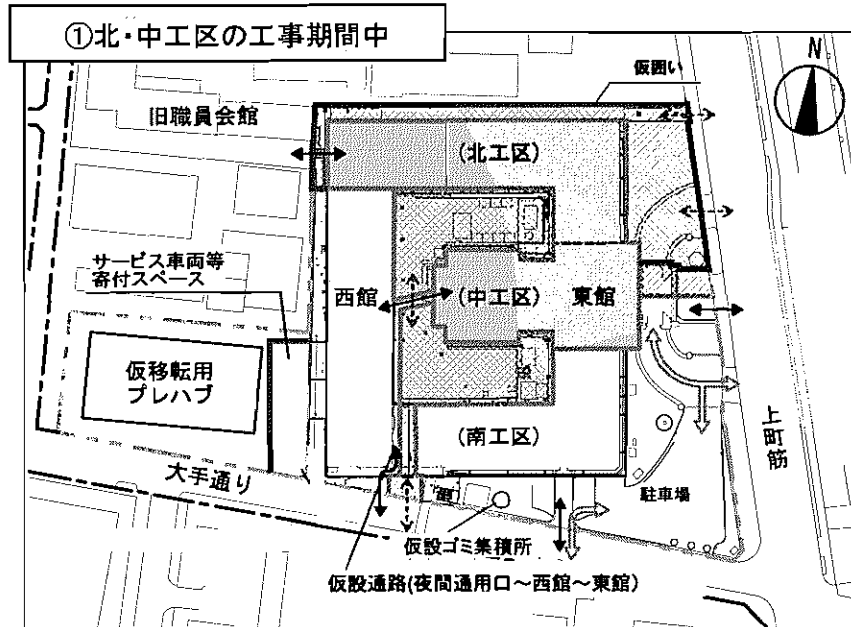 ①北・中工区の工事期間中
仮囲い
N
旧職員会館
(北工区)
サービス車両等
寄付スペース
西館
(中工区)
東館
仮移転用
プレハブ
(南工区)
上町筋
大手通り
駐車場
仮設ゴミ集積所
仮設通路(夜間通用口～西館～東館)